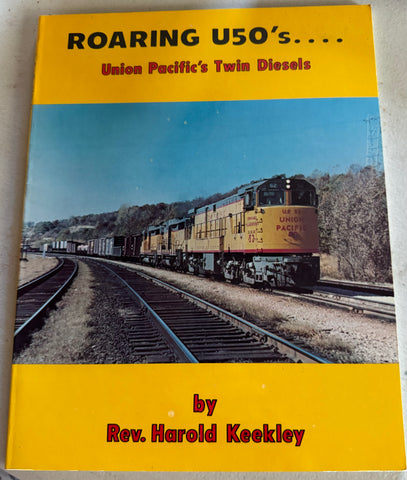 ROARING U50's....
Union Pacific's Twin Diesels
UNION
PACIFIC
by
Rev. Harold Keekley